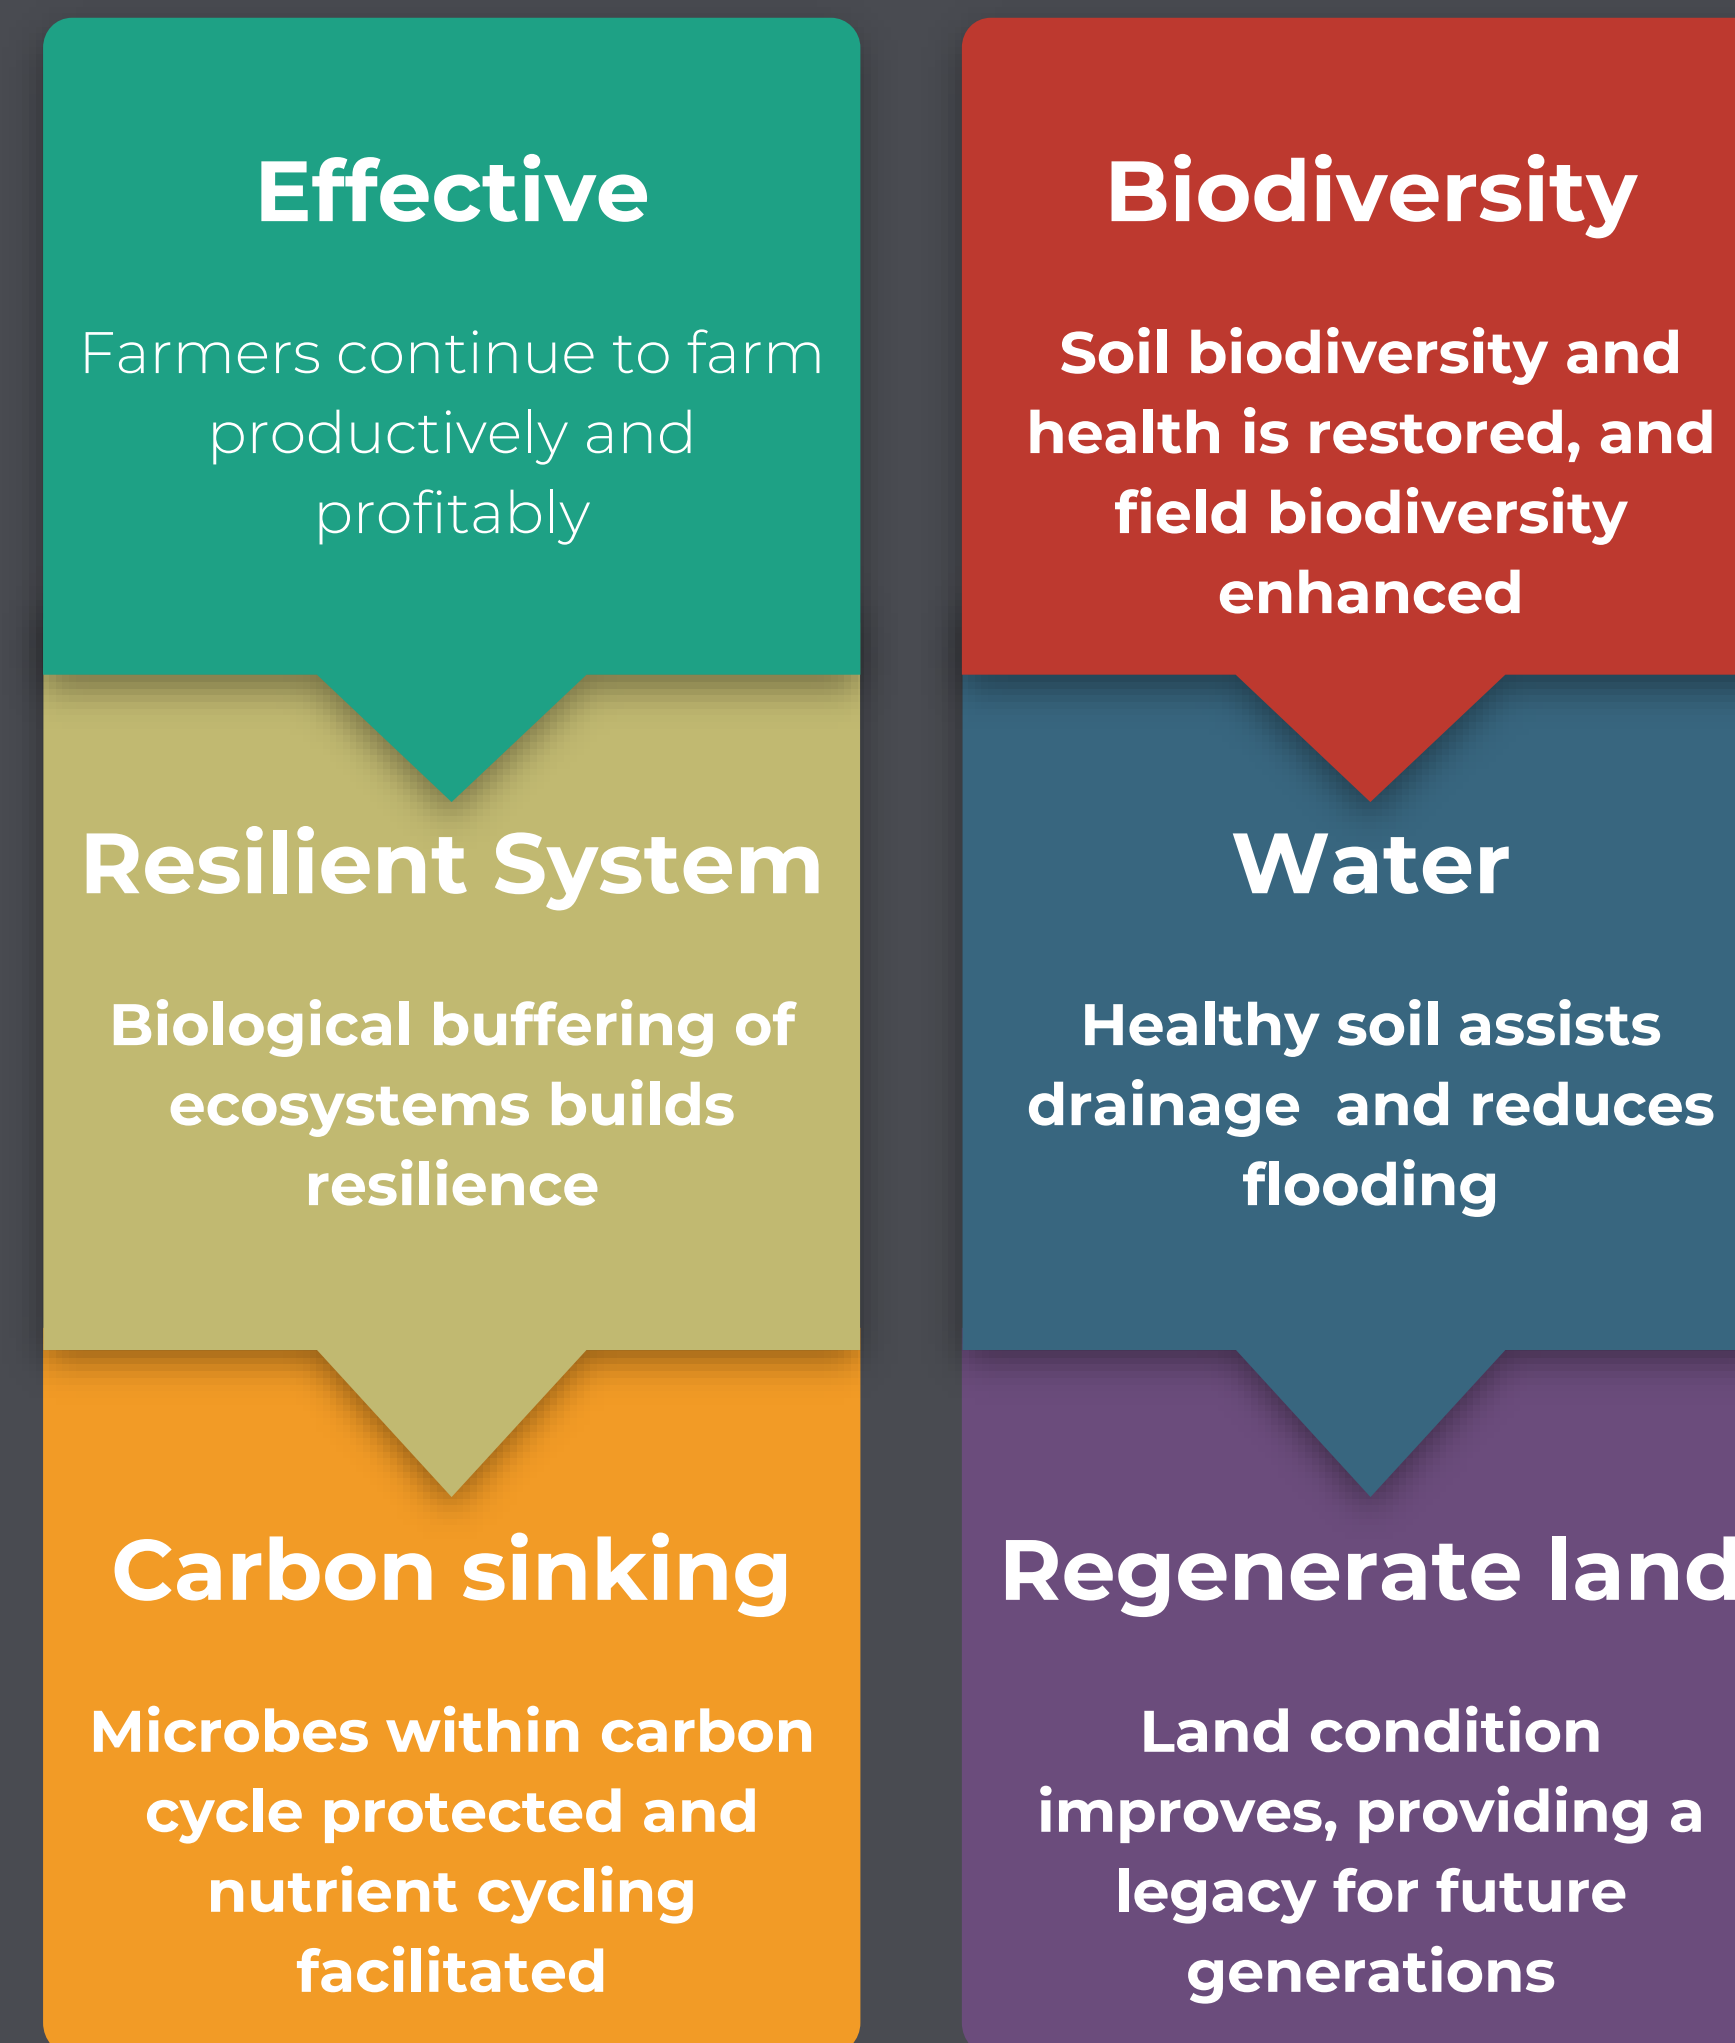 Effective
Farmers continue to farm
productively and
profitably
Resilient System
Biological buffering of
ecosystems builds
resilience
Carbon sinking
Microbes within carbon
cycle protected and
nutrient cycling
facilitated
Biodiversity
Soil biodiversity and
health is restored, and
field biodiversity
enhanced
Water
Healthy soil assists
drainage  and reduces
flooding
Regenerate land
Land condition
improves, providing a
legacy for future
generations